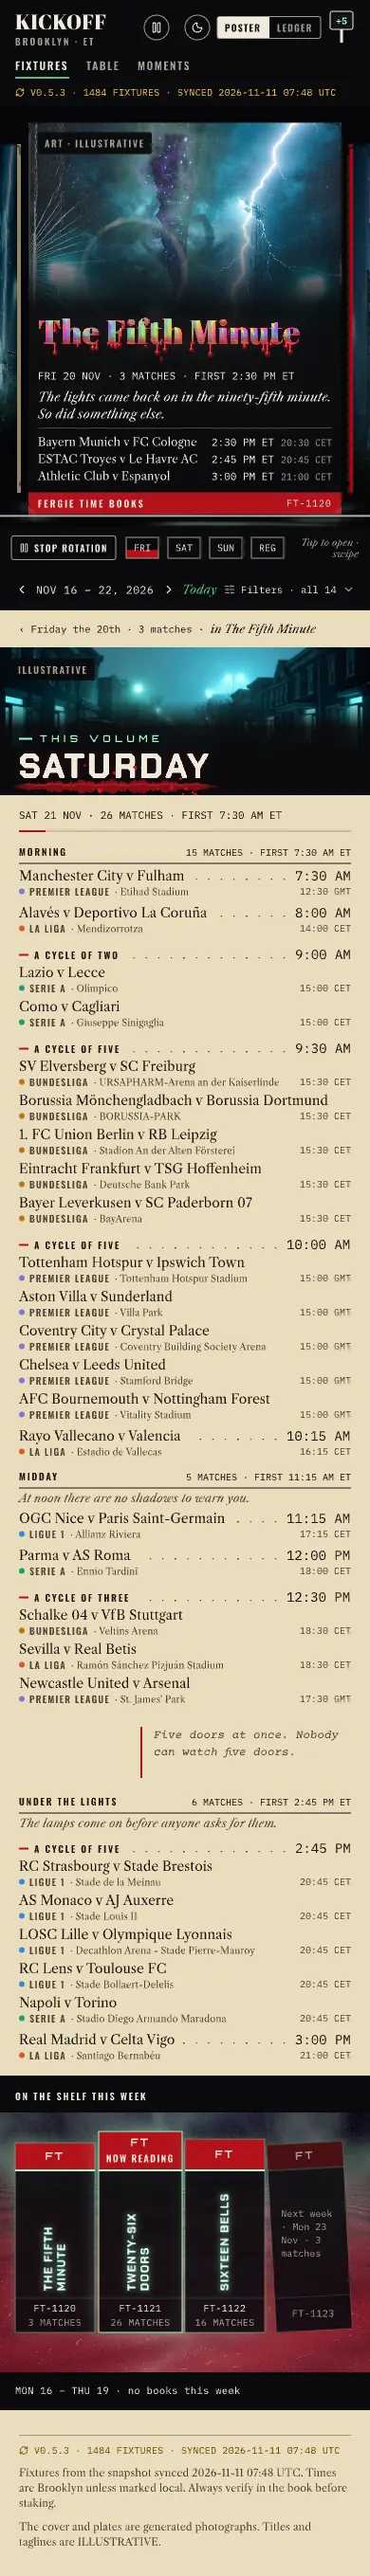 KICKOFF
BROOKLYN · ET
POSTER LEDGER
+5
FIXTURES TABLE MOMENTS
V0.5.3 · 1484 FIXTURES · SYNCED 2026-11-11 07:48 UTC
ART · ILLUSTRATIVE
The Fifth Minute
FRI 20 NOV · 3 MATCHES · FIRST 2:30 PM ET
The lights came back on in the ninety-fifth minute.
So did something else.
Bayern Munich v FC Cologne 2:30 PM ET 20:30 CET
ESTAC Troyes v Le Havre AC 2:45 PM ET 20:45 CET
Athletic Club v Espanyol 3:00 PM ET 21:00 CET
FERGIE TIME BOOKS FT-1120
STOP ROTATION FRI SAT SUN REG Tap to open ·
swipe
‹ NOV 16 – 22, 2026 › Today Filters · all 14
‹ Friday the 20th · 3 matches · in The Fifth Minute
ILLUSTRATIVE
THIS VOLUME
SATURDAY
SAT 21 NOV · 26 MATCHES · FIRST 7:30 AM ET
MORNING 15 MATCHES · FIRST 7:30 AM ET
Manchester City v Fulham 7:30 AM
PREMIER LEAGUE · Etihad Stadium 12:30 GMT
Alavés v Deportivo La Coruña 8:00 AM
LA LIGA · Mendizorrotza 14:00 CET
A CYCLE OF TWO 9:00 AM
Lazio v Lecce
SERIE A · Olimpico 15:00 CET
Como v Cagliari
SERIE A · Giuseppe Sinigaglia 15:00 CET
A CYCLE OF FIVE 9:30 AM
SV Elversberg v SC Freiburg
BUNDESLIGA · URSAPHARM-Arena an der Kaiserlinde 15:30 CET
Borussia Mönchengladbach v Borussia Dortmund
BUNDESLIGA · BORUSSIA-PARK 15:30 CET
1. FC Union Berlin v RB Leipzig
BUNDESLIGA · Stadion An der Alten Försterei 15:30 CET
Eintracht Frankfurt v TSG Hoffenheim
BUNDESLIGA · Deutsche Bank Park 15:30 CET
Bayer Leverkusen v SC Paderborn 07
BUNDESLIGA · BayArena 15:30 CET
A CYCLE OF FIVE 10:00 AM
Tottenham Hotspur v Ipswich Town
PREMIER LEAGUE · Tottenham Hotspur Stadium 15:00 GMT
Aston Villa v Sunderland
PREMIER LEAGUE · Villa Park 15:00 GMT
Coventry City v Crystal Palace
PREMIER LEAGUE · Coventry Building Society Arena 15:00 GMT
Chelsea v Leeds United
PREMIER LEAGUE · Stamford Bridge 15:00 GMT
AFC Bournemouth v Nottingham Forest
PREMIER LEAGUE · Vitality Stadium 15:00 GMT
Rayo Vallecano v Valencia 10:15 AM
LA LIGA · Estadio de Vallecas 16:15 CET
MIDDAY 5 MATCHES · FIRST 11:15 AM ET
At noon there are no shadows to warn you.
OGC Nice v Paris Saint-Germain 11:15 AM
LIGUE 1 · Allianz Riviera 17:15 CET
Parma v AS Roma 12:00 PM
SERIE A · Ennio Tardini 18:00 CET
A CYCLE OF THREE 12:30 PM
Schalke 04 v VfB Stuttgart
BUNDESLIGA · Veltins Arena 18:30 CET
Sevilla v Real Betis
LA LIGA · Ramón Sánchez Pizjuán Stadium 18:30 CET
Newcastle United v Arsenal
PREMIER LEAGUE · St. James' Park 17:30 GMT
Five doors at once. Nobody
can watch five doors.
UNDER THE LIGHTS 6 MATCHES · FIRST 2:45 PM ET
The lamps come on before anyone asks for them.
A CYCLE OF FIVE 2:45 PM
RC Strasbourg v Stade Brestois
LIGUE 1 · Stade de la Meinau 20:45 CET
AS Monaco v AJ Auxerre
LIGUE 1 · Stade Louis II 20:45 CET
LOSC Lille v Olympique Lyonnais
LIGUE 1 · Decathlon Arena - Stade Pierre-Mauroy 20:45 CET
RC Lens v Toulouse FC
LIGUE 1 · Stade Bollaert-Delelis 20:45 CET
Napoli v Torino
SERIE A · Stadio Diego Armando Maradona 20:45 CET
Real Madrid v Celta Vigo 3:00 PM
LA LIGA · Santiago Bernabéu 21:00 CET
ON THE SHELF THIS WEEK
FT
THE FIFTH MINUTE
FT-1120
3 MATCHES
FT
NOW READING
TWENTY-SIX DOORS
FT-1121
26 MATCHES
FT
SIXTEEN BELLS
FT-1122
16 MATCHES
FT
Next week
· Mon 23
Nov · 3
matches
FT-1123
MON 16 – THU 19 · no books this week
V0.5.3 · 1484 FIXTURES · SYNCED 2026-11-11 07:48 UTC
Fixtures from the snapshot synced 2026-11-11 07:48 UTC. Times
are Brooklyn unless marked local. Always verify in the book before
staking.
The cover and plates are generated photographs. Titles and
taglines are ILLUSTRATIVE.